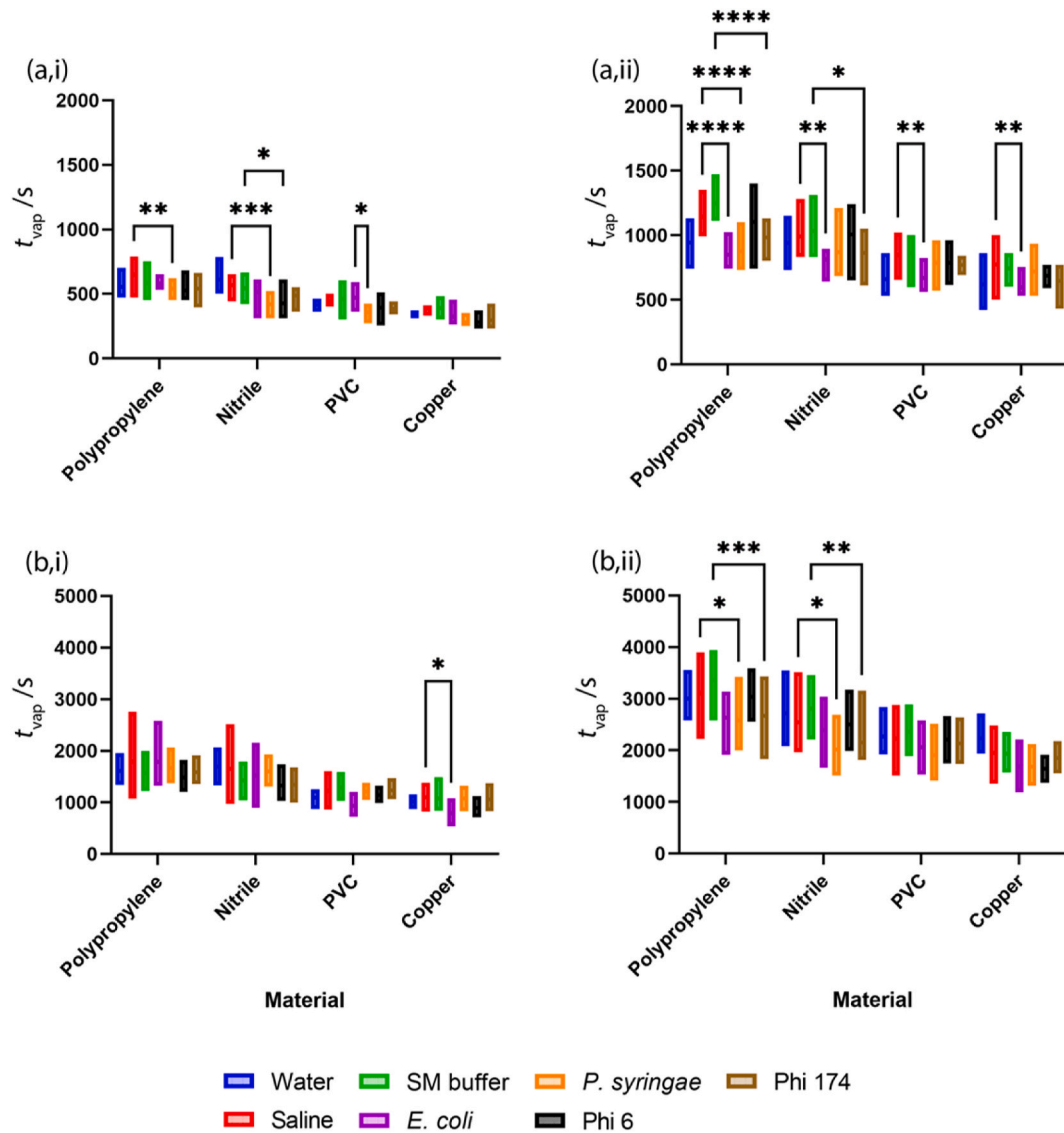 (a,i)
t_vap /s
2000
1500
1000
500
0
**
***
*
*
Polypropylene
Nitrile
PVC
Copper
(a,ii)
t_vap /s
2000
1500
1000
500
0
****
****
****
*
**
**
**
Polypropylene
Nitrile
PVC
Copper
(b,i)
t_vap /s
5000
4000
3000
2000
1000
0
*
Polypropylene
Nitrile
PVC
Copper
Material
(b,ii)
t_vap /s
5000
4000
3000
2000
1000
0
***
*
**
*
Polypropylene
Nitrile
PVC
Copper
Material
Water SM buffer P. syringae Phi 174
Saline E. coli Phi 6